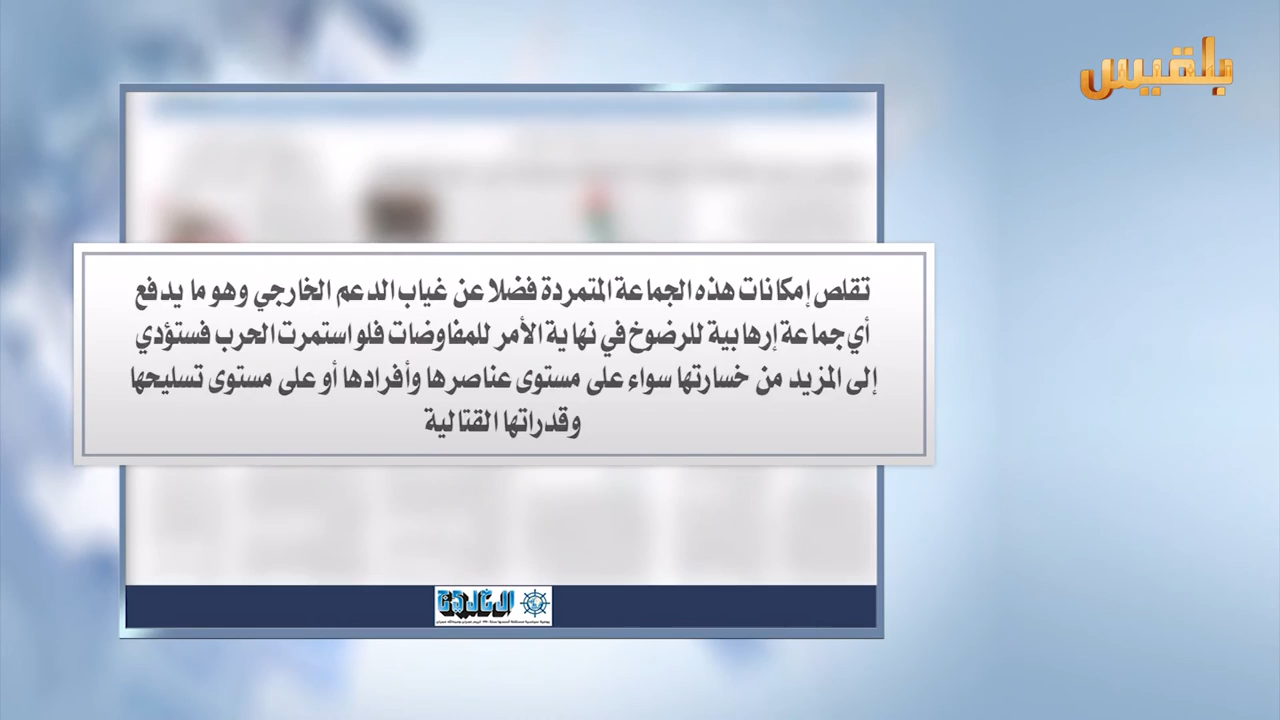 بلقيس
تقلص إمكانات هذه الجماعة المتمردة فضلا عن غياب الدعم الخارجي وهو ما يدفع
أي جماعة إرهابية للرضوخ في نهاية الأمر للمفاوضات فلو استمرت الحرب فستؤدي
إلى المزيد من خسارتها سواء على مستوى عناصرها وأفرادها أو على مستوى تسليحها
وقدراتها القتالية
الخليج